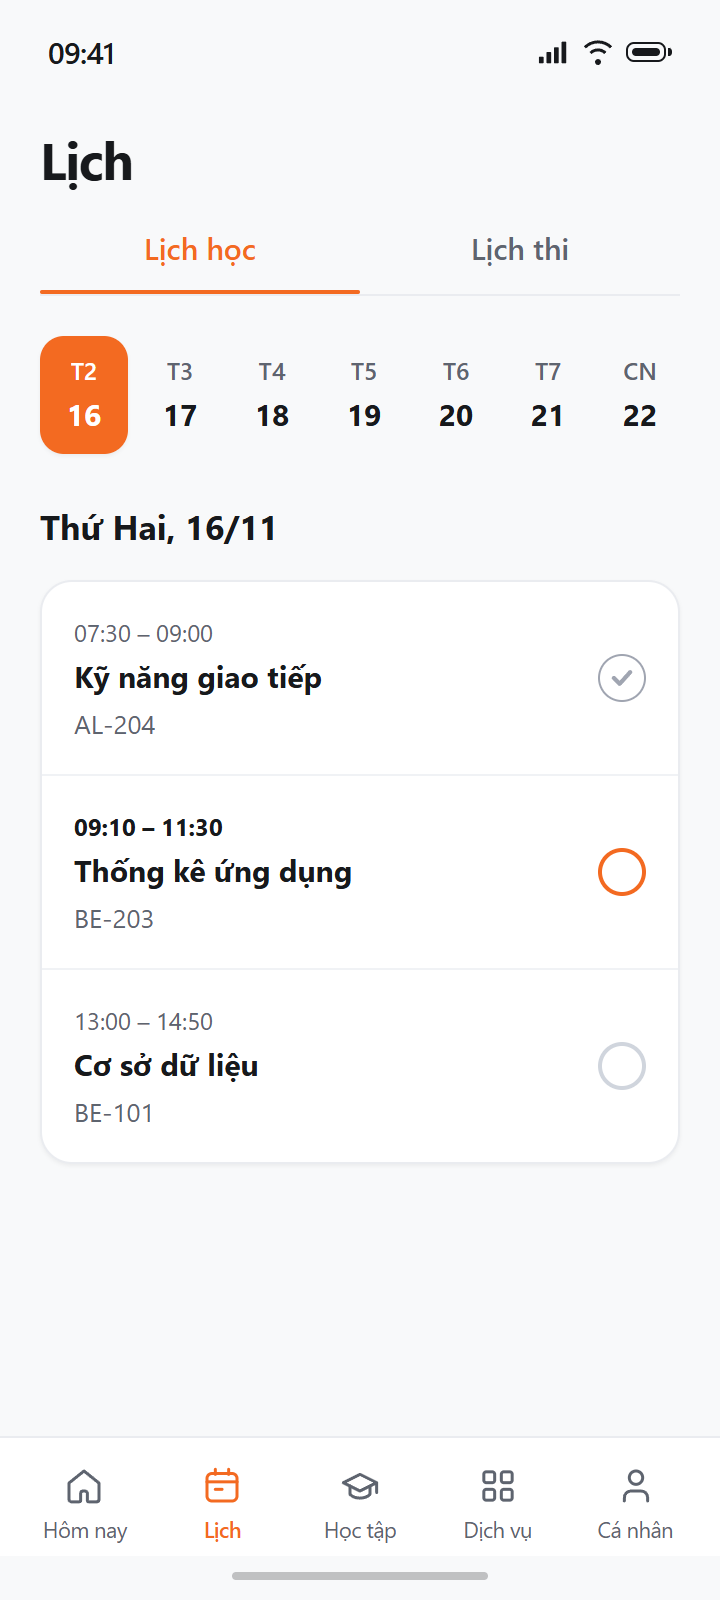 09:41
Lịch
Lịch học
Lịch thi
T2 T3 T4 T5 T6 T7 CN
16 17 18 19 20 21 22
Thứ Hai, 16/11
07:30 – 09:00
Kỹ năng giao tiếp
AL-204
09:10 – 11:30
Thống kê ứng dụng
BE-203
13:00 – 14:50
Cơ sở dữ liệu
BE-101
Hôm nay Lịch Học tập Dịch vụ Cá nhân